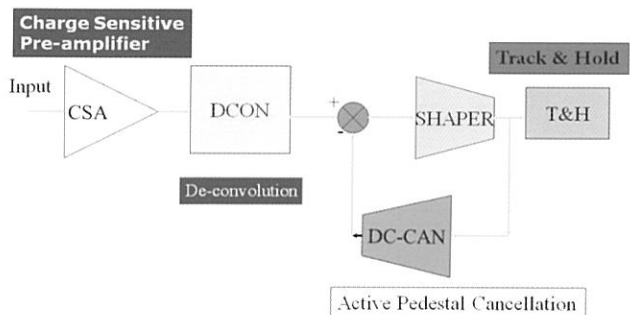 Charge Sensitive
Pre-amplifier
Track & Hold
Input
CSA
DCON
+
-
SHAPER
T&H
De-convolution
DC-CAN
Active Pedestal Cancellation